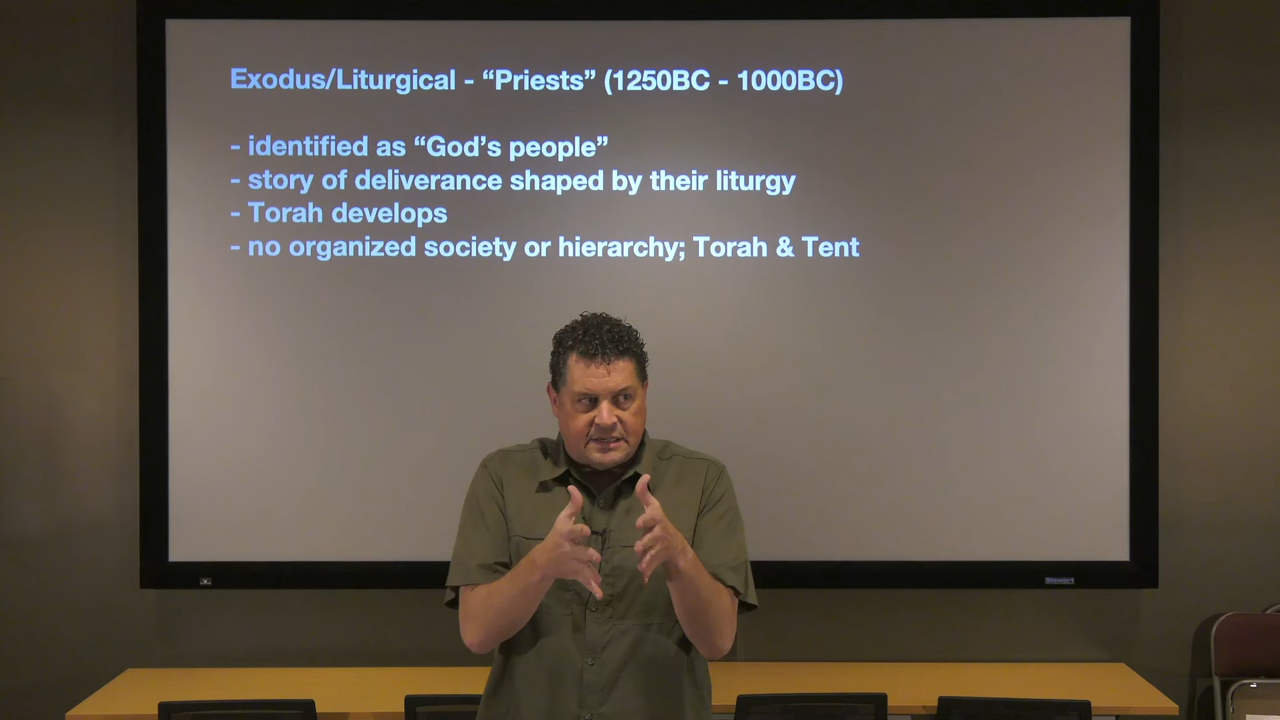 Exodus/Liturgical - “Priests” (1250BC - 1000BC)
- identified as “God’s people”
- story of deliverance shaped by their liturgy
- Torah develops
- no organized society or hierarchy; Torah & Tent